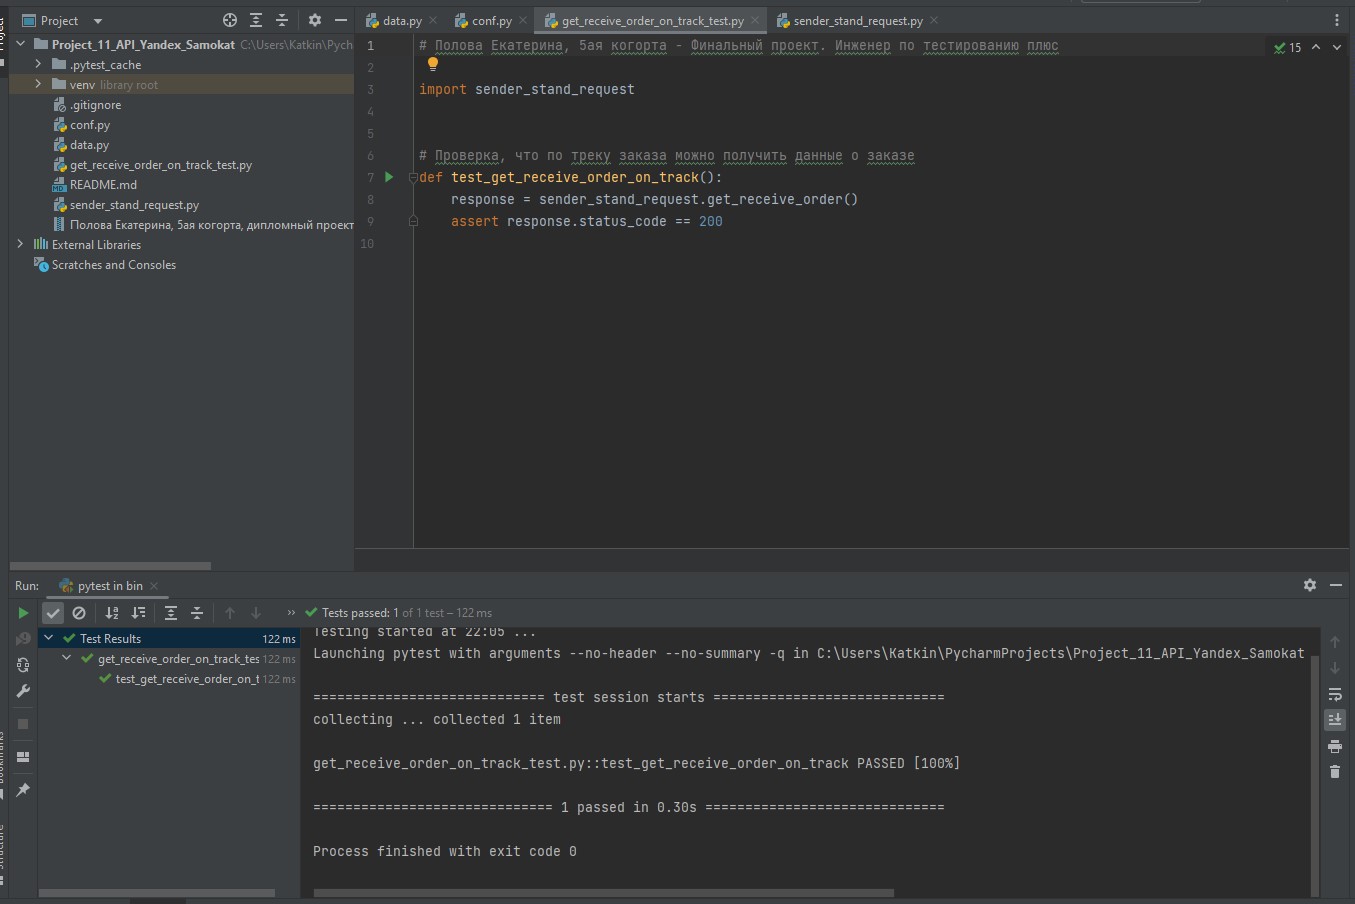 Project
Project_11_API_Yandex_Samokat C:\Users\Katkin\Pych
.pytest_cache
venv library root
.gitignore
conf.py
data.py
get_receive_order_on_track_test.py
README.md
sender_stand_request.py
Полова Екатерина, 5ая когорта, дипломный проект
External Libraries
Scratches and Consoles
data.py conf.py get_receive_order_on_track_test.py sender_stand_request.py
15
1 # Полова Екатерина, 5ая когорта - Финальный проект. Инженер по тестированию плюс
2
3 import sender_stand_request
4
5
6 # Проверка, что по треку заказа можно получить данные о заказе
7 def test_get_receive_order_on_track():
8 response = sender_stand_request.get_receive_order()
9 assert response.status_code == 200
10
Run: pytest in bin
Tests passed: 1 of 1 test – 122 ms
Test Results 122 ms
get_receive_order_on_track_tes 122 ms
test_get_receive_order_on_t 122 ms
Testing started at 22:05 ...
Launching pytest with arguments --no-header --no-summary -q in C:\Users\Katkin\PycharmProjects\Project_11_API_Yandex_Samokat
============================= test session starts =============================
collecting ... collected 1 item
get_receive_order_on_track_test.py::test_get_receive_order_on_track PASSED [100%]
============================== 1 passed in 0.30s ==============================
Process finished with exit code 0